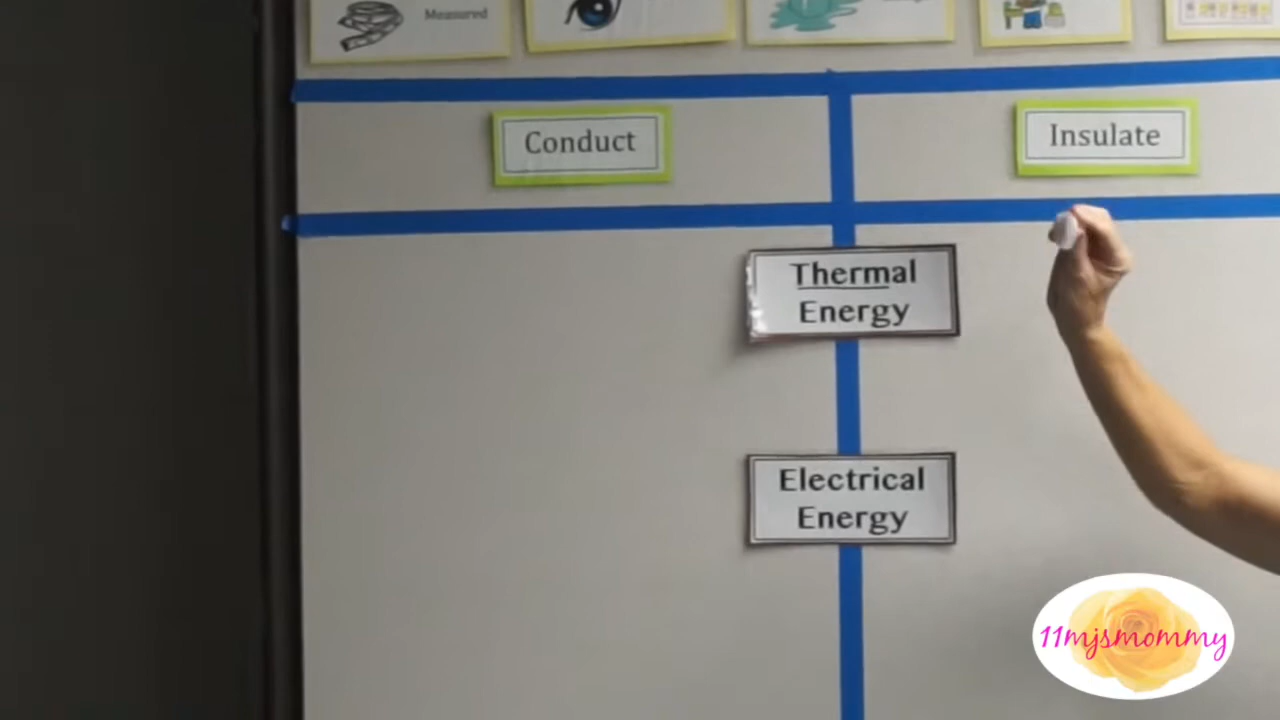 Measured
Conduct
Insulate
Thermal
Energy
Electrical
Energy
11mjsmommy